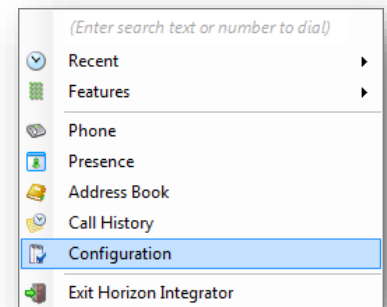 (Enter search text or number to dial)
Recent
Features
Phone
Presence
Address Book
Call History
Configuration
Exit Horizon Integrator